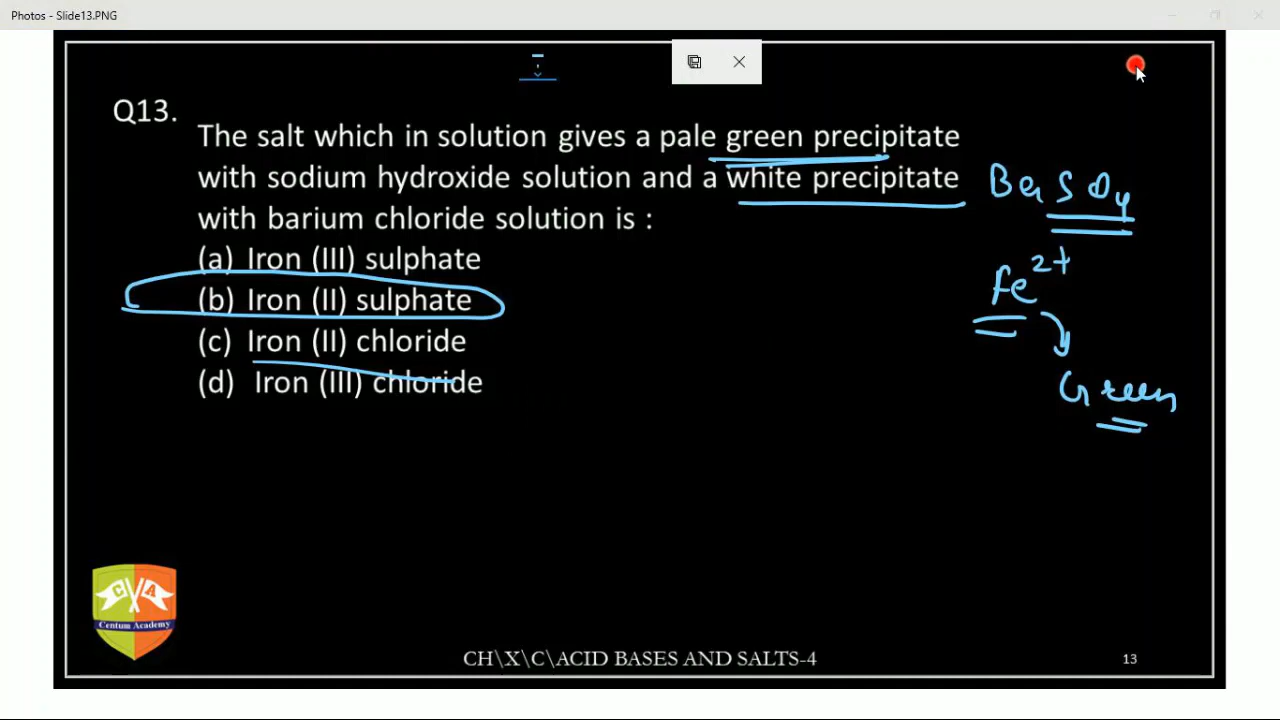 Photos - Slide13.PNG
Q13.
The salt which in solution gives a pale green precipitate
with sodium hydroxide solution and a white precipitate
with barium chloride solution is :
(a) Iron (III) sulphate
(b) Iron (II) sulphate
(c) Iron (II) chloride
(d) Iron (III) chloride
BaSO4
Fe2+
Green
C A
Centum Academy
CH\X\C\ACID BASES AND SALTS-4
13